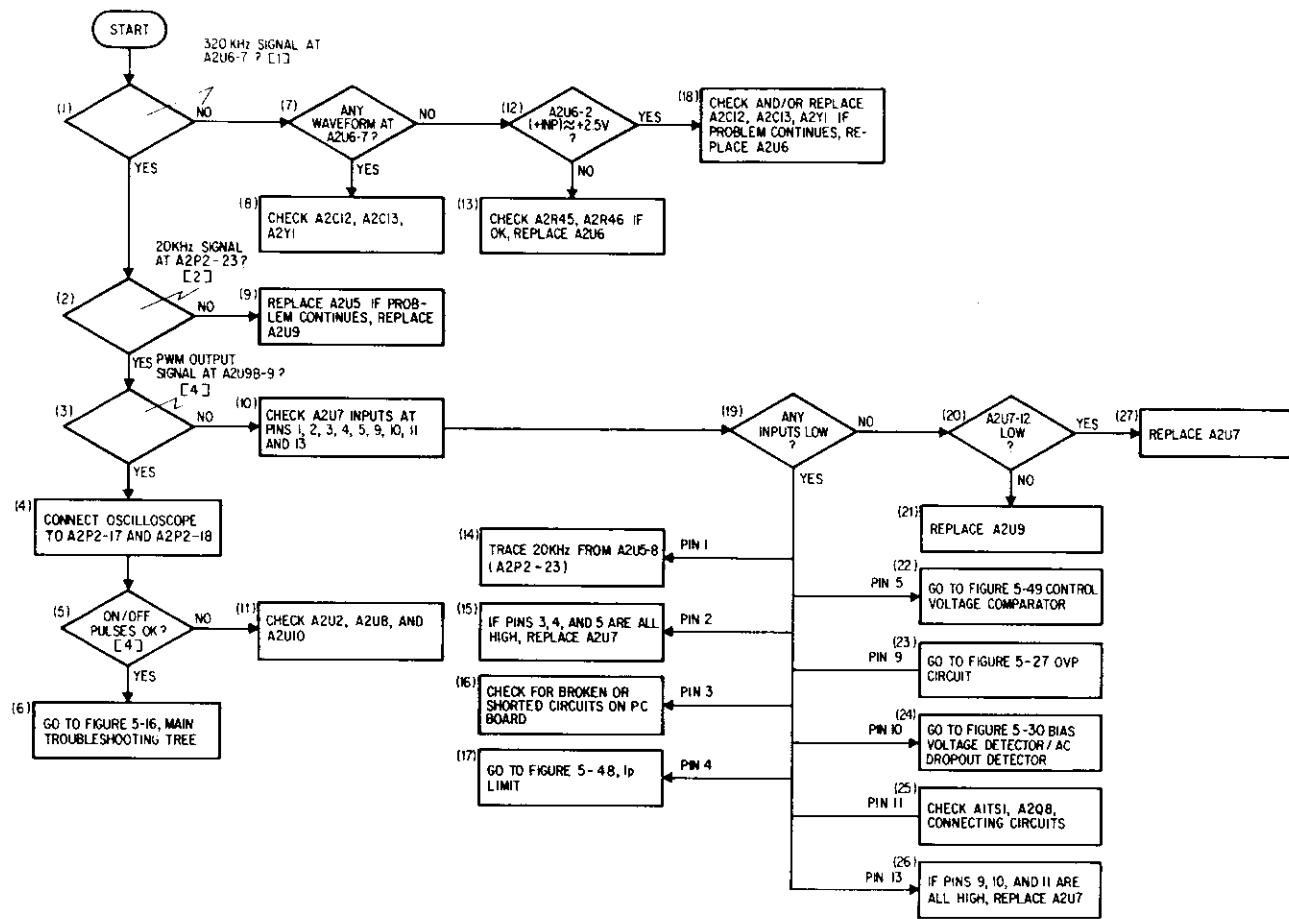 START
320 KHz SIGNAL AT
A2U6-7 ? [1]
(1)
NO
YES
(7)
ANY
WAVEFORM AT
A2U6-7 ?
NO
YES
(12)
A2U6-2
(+INP)≈+2.5V
?
YES
NO
(18)
CHECK AND/OR REPLACE
A2C12, A2C13, A2Y1 IF
PROBLEM CONTINUES, RE-
PLACE A2U6
(8)
CHECK A2C12, A2C13,
A2Y1
(13)
CHECK A2R45, A2R46 IF
OK, REPLACE A2U6
20KHz SIGNAL
AT A2P2-23?
[2]
(2)
NO
YES
(9)
REPLACE A2U5 IF PROB-
LEM CONTINUES, REPLACE
A2U9
PWM OUTPUT
SIGNAL AT A2U9B-9 ?
[4]
(3)
NO
YES
(10)
CHECK A2U7 INPUTS AT
PINS 1, 2, 3, 4, 5, 9, 10, 11
AND 13
(19)
ANY
INPUTS LOW
?
NO
YES
(20)
A2U7-12
LOW
?
YES
NO
(27)
REPLACE A2U7
(21)
REPLACE A2U9
(4)
CONNECT OSCILLOSCOPE
TO A2P2-17 AND A2P2-18
(5)
ON/OFF
PULSES OK?
[4]
NO
YES
(11)
CHECK A2U2, A2U8, AND
A2U10
(6)
GO TO FIGURE 5-16, MAIN
TROUBLESHOOTING TREE
(14)
TRACE 20KHz FROM A2U5-8
(A2P2-23)
PIN 1
(15)
IF PINS 3, 4, AND 5 ARE ALL
HIGH, REPLACE A2U7
PIN 2
(16)
CHECK FOR BROKEN OR
SHORTED CIRCUITS ON PC
BOARD
PIN 3
(17)
GO TO FIGURE 5-48, Ip
LIMIT
PIN 4
PIN 5
(22)
GO TO FIGURE 5-49 CONTROL
VOLTAGE COMPARATOR
PIN 9
(23)
GO TO FIGURE 5-27 OVP
CIRCUIT
PIN 10
(24)
GO TO FIGURE 5-30 BIAS
VOLTAGE DETECTOR/AC
DROPOUT DETECTOR
PIN 11
(25)
CHECK A1TS1, A2Q8,
CONNECTING CIRCUITS
PIN 13
(26)
IF PINS 9, 10, AND 11 ARE
ALL HIGH, REPLACE A2U7